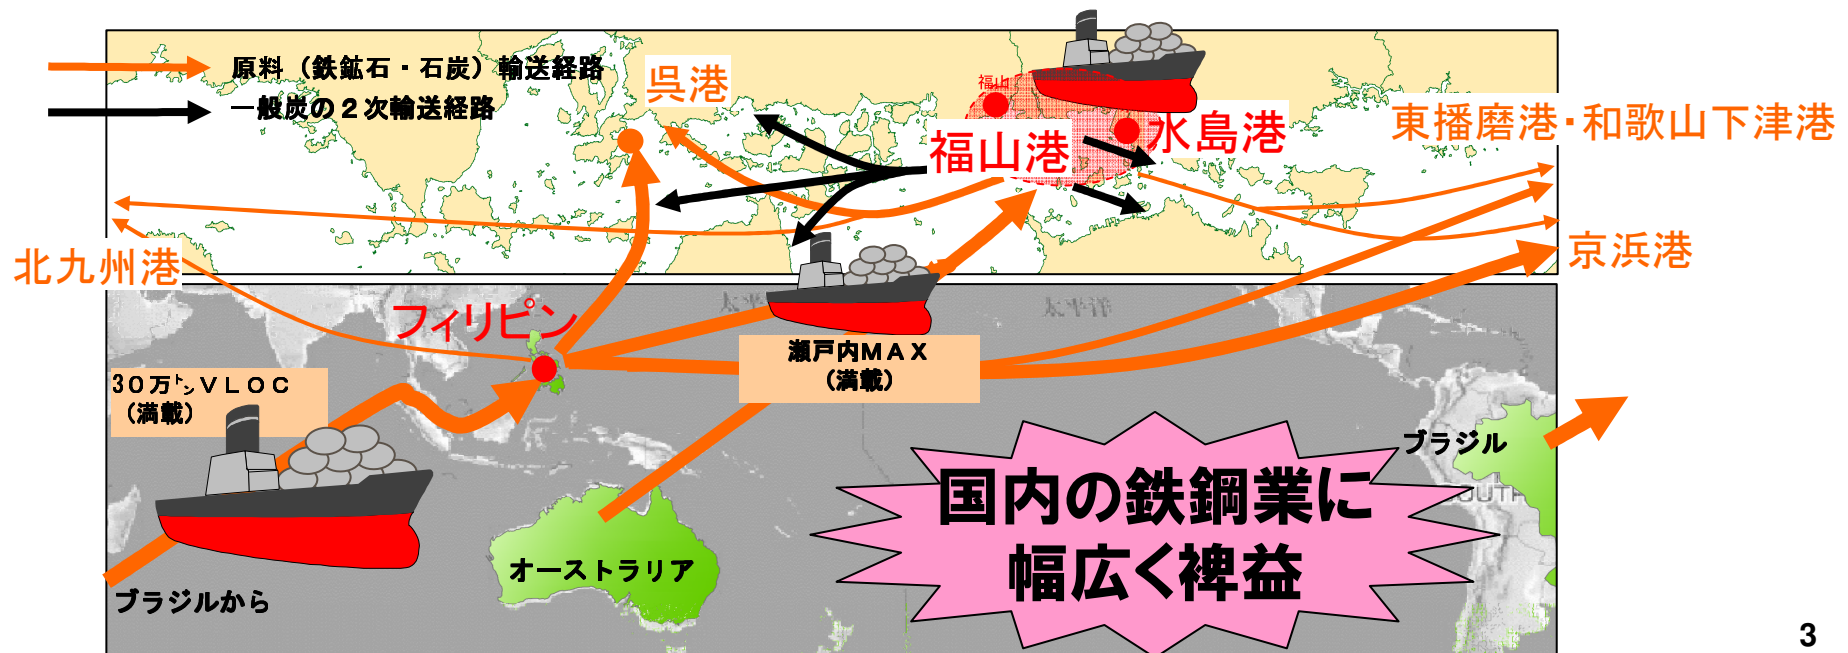 原料（鉄鉱石・石炭）輸送経路
一般炭の２次輸送経路
呉港
福山
福山港
水島港
東播磨港・和歌山下津港
北九州港
京浜港
フィリピン
太平洋
瀬戸内ＭＡＸ
（満載）
30万㌧ＶＬＯＣ
（満載）
ブラジル
国内の鉄鋼業に
幅広く裨益
オーストラリア
ブラジルから
3